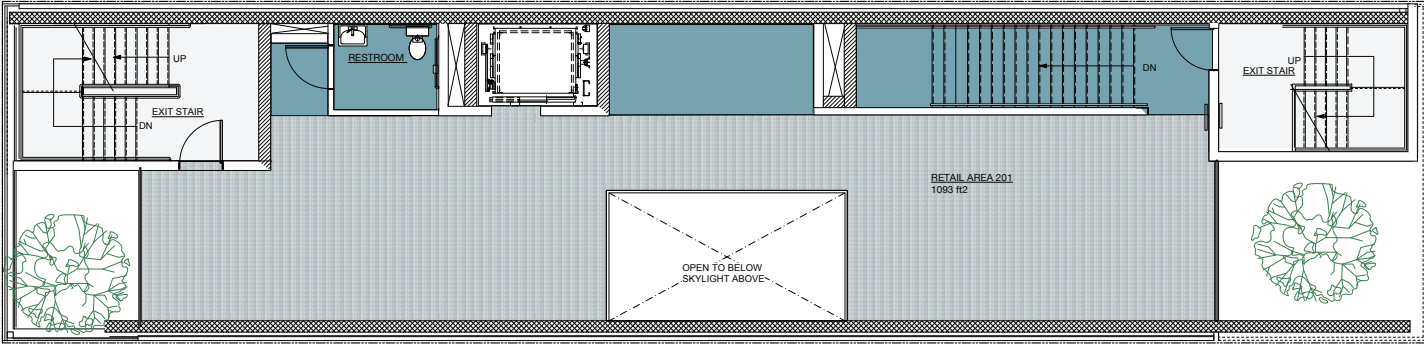 UP
EXIT STAIR
DN
RESTROOM
DN
UP
EXIT STAIR
RETAIL AREA 201
1093 ft2
OPEN TO BELOW
SKYLIGHT ABOVE